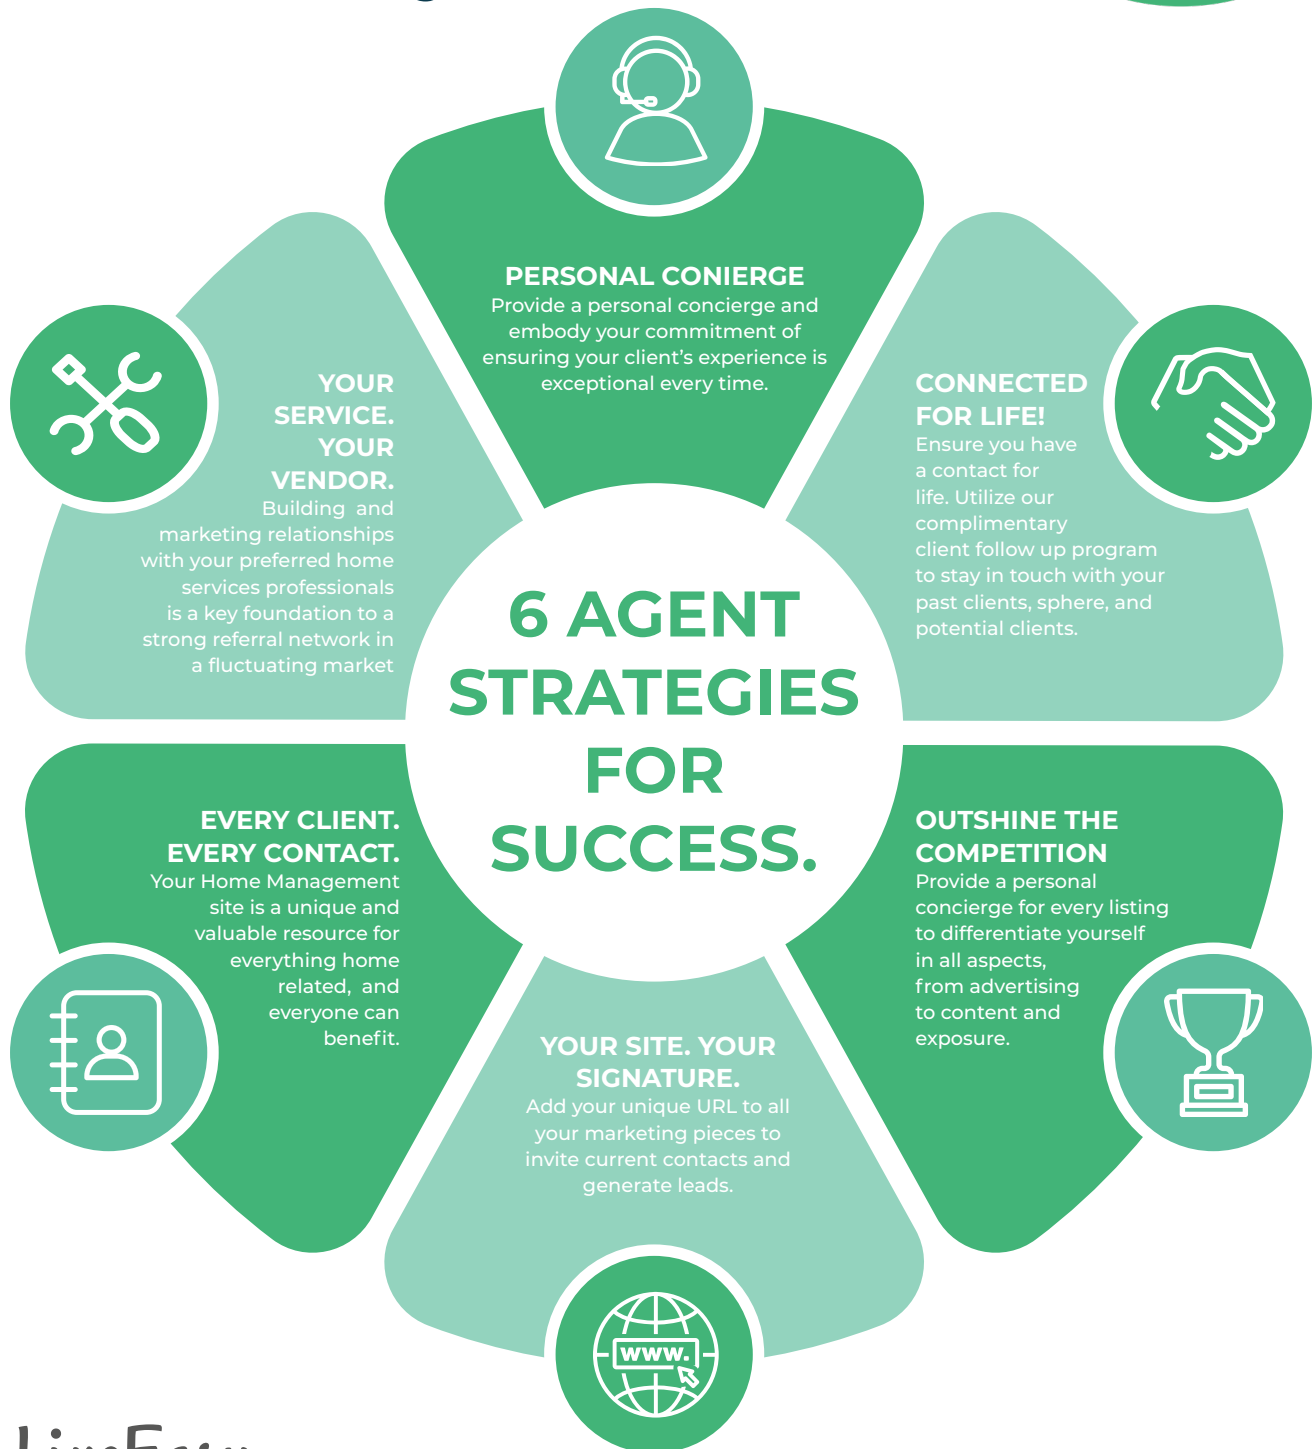 PERSONAL CONIERGE
Provide a personal concierge and
embody your commitment of
ensuring your client's experience is
exceptional every time.
CONNECTED
FOR LIFE!
Ensure you have
a contact for
life. Utilize our
complimentary
client follow up program
to stay in touch with your
past clients, sphere, and
potential clients.
OUTSHINE THE
COMPETITION
Provide a personal
concierge for every listing
to differentiate yourself
in all aspects,
from advertising
to content and
exposure.
YOUR SITE. YOUR
SIGNATURE.
Add your unique URL to all
your marketing pieces to
invite current contacts and
generate leads.
www.
EVERY CLIENT.
EVERY CONTACT.
Your Home Management
site is a unique and
valuable resource for
everything home
related, and
everyone can
benefit.
YOUR
SERVICE.
YOUR
VENDOR.
Building and
marketing relationships
with your preferred home
services professionals
is a key foundation to a
strong referral network in
a fluctuating market
6 AGENT
STRATEGIES
FOR
SUCCESS.